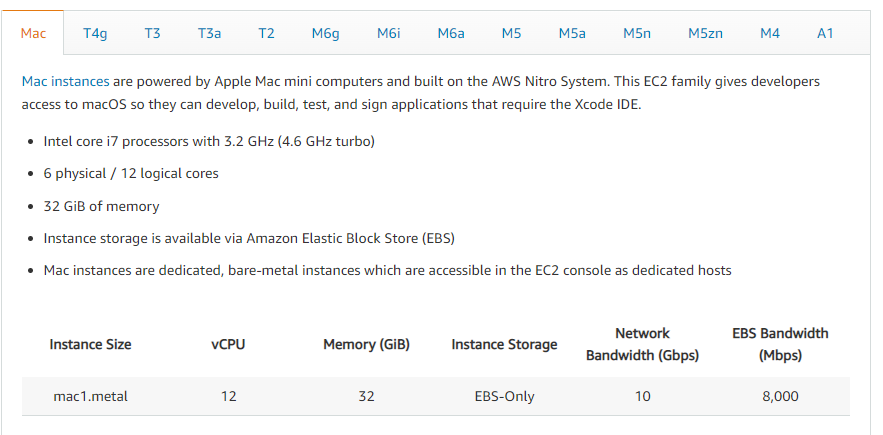 Mac T4g T3 T3a T2 M6g M6i M6a M5 M5a M5n M5zn M4 A1
Mac instances are powered by Apple Mac mini computers and built on the AWS Nitro System. This EC2 family gives developers
access to macOS so they can develop, build, test, and sign applications that require the Xcode IDE.
• Intel core i7 processors with 3.2 GHz (4.6 GHz turbo)
• 6 physical / 12 logical cores
• 32 GiB of memory
• Instance storage is available via Amazon Elastic Block Store (EBS)
• Mac instances are dedicated, bare-metal instances which are accessible in the EC2 console as dedicated hosts
Instance Size vCPU Memory (GiB) Instance Storage Network Bandwidth (Gbps) EBS Bandwidth (Mbps)
mac1.metal 12 32 EBS-Only 10 8,000